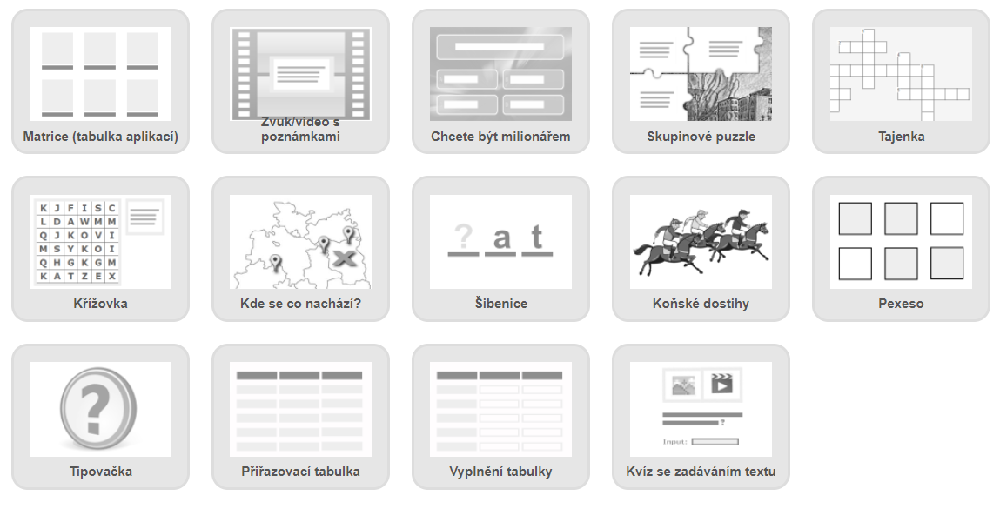 Matrice (tabulka aplikací)
Zvuk/video s
poznámkami
Chcete být milionářem
Skupinové puzzle
Tajenka
K J F I S C
L D A W M M
Q J K O V I
M S Y K O I
Q H G K G M
K A T Z E X
Křížovka
Kde se co nachází?
? a t
Šibenice
Koňské dostihy
Pexeso
?
Tipovačka
Přiřazovací tabulka
Vyplnění tabulky
?
Input:
Kvíz se zadáváním textu